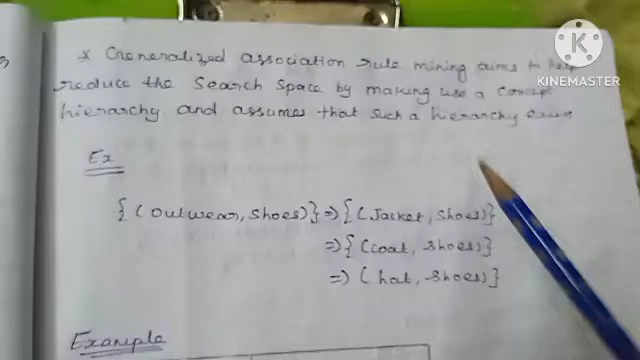 * Generalized association rule mining aims to
reduce the Search Space by making use a concept
hierarchy and assumes that such a hierarchy
Ex
{(Outwear, Shoes)} => {(Jacket, Shoes)}
=> {(coat, shoes)}
=> (hat, Shoes)}
Example
KINEMASTER